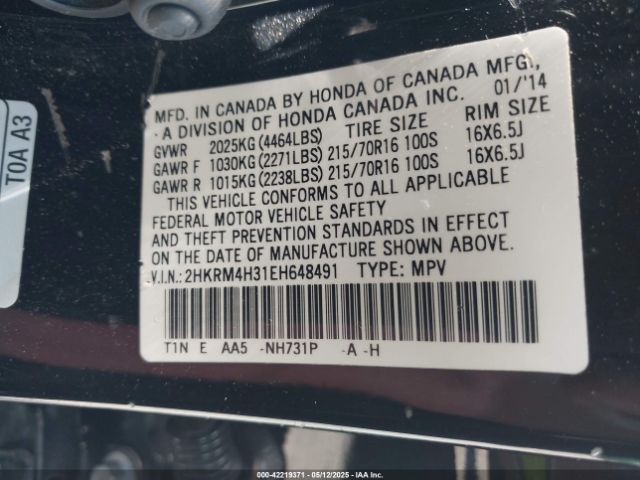 MFD. IN CANADA BY HONDA OF CANADA MFG.,
- A DIVISION OF HONDA CANADA INC. 01/'14
GVWR 2025KG(4464LBS) TIRE SIZE RIM SIZE
GAWR F 1030KG(2271LBS) 215/70R16 100S 16X6.5J
GAWR R 1015KG(2238LBS) 215/70R16 100S 16X6.5J
THIS VEHICLE CONFORMS TO ALL APPLICABLE
FEDERAL MOTOR VEHICLE SAFETY
AND THEFT PREVENTION STANDARDS IN EFFECT
ON THE DATE OF MANUFACTURE SHOWN ABOVE.
V.I.N.: 2HKRM4H31EH648491 TYPE: MPV
T1N E AA5 -NH731P -A -H
T0A A3
000-42219371 - 05/12/2025 - IAA Inc.